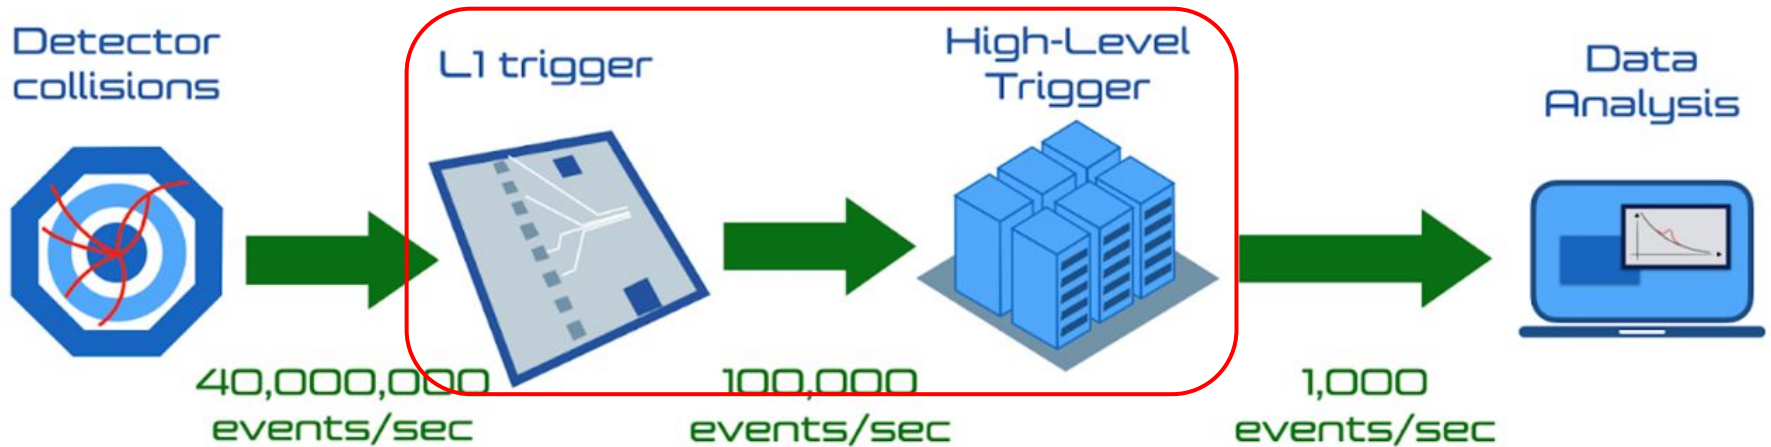 Detector
collisions
L1 trigger
High-Level
Trigger
Data
Analysis
40,000,000
events/sec
100,000
events/sec
1,000
events/sec